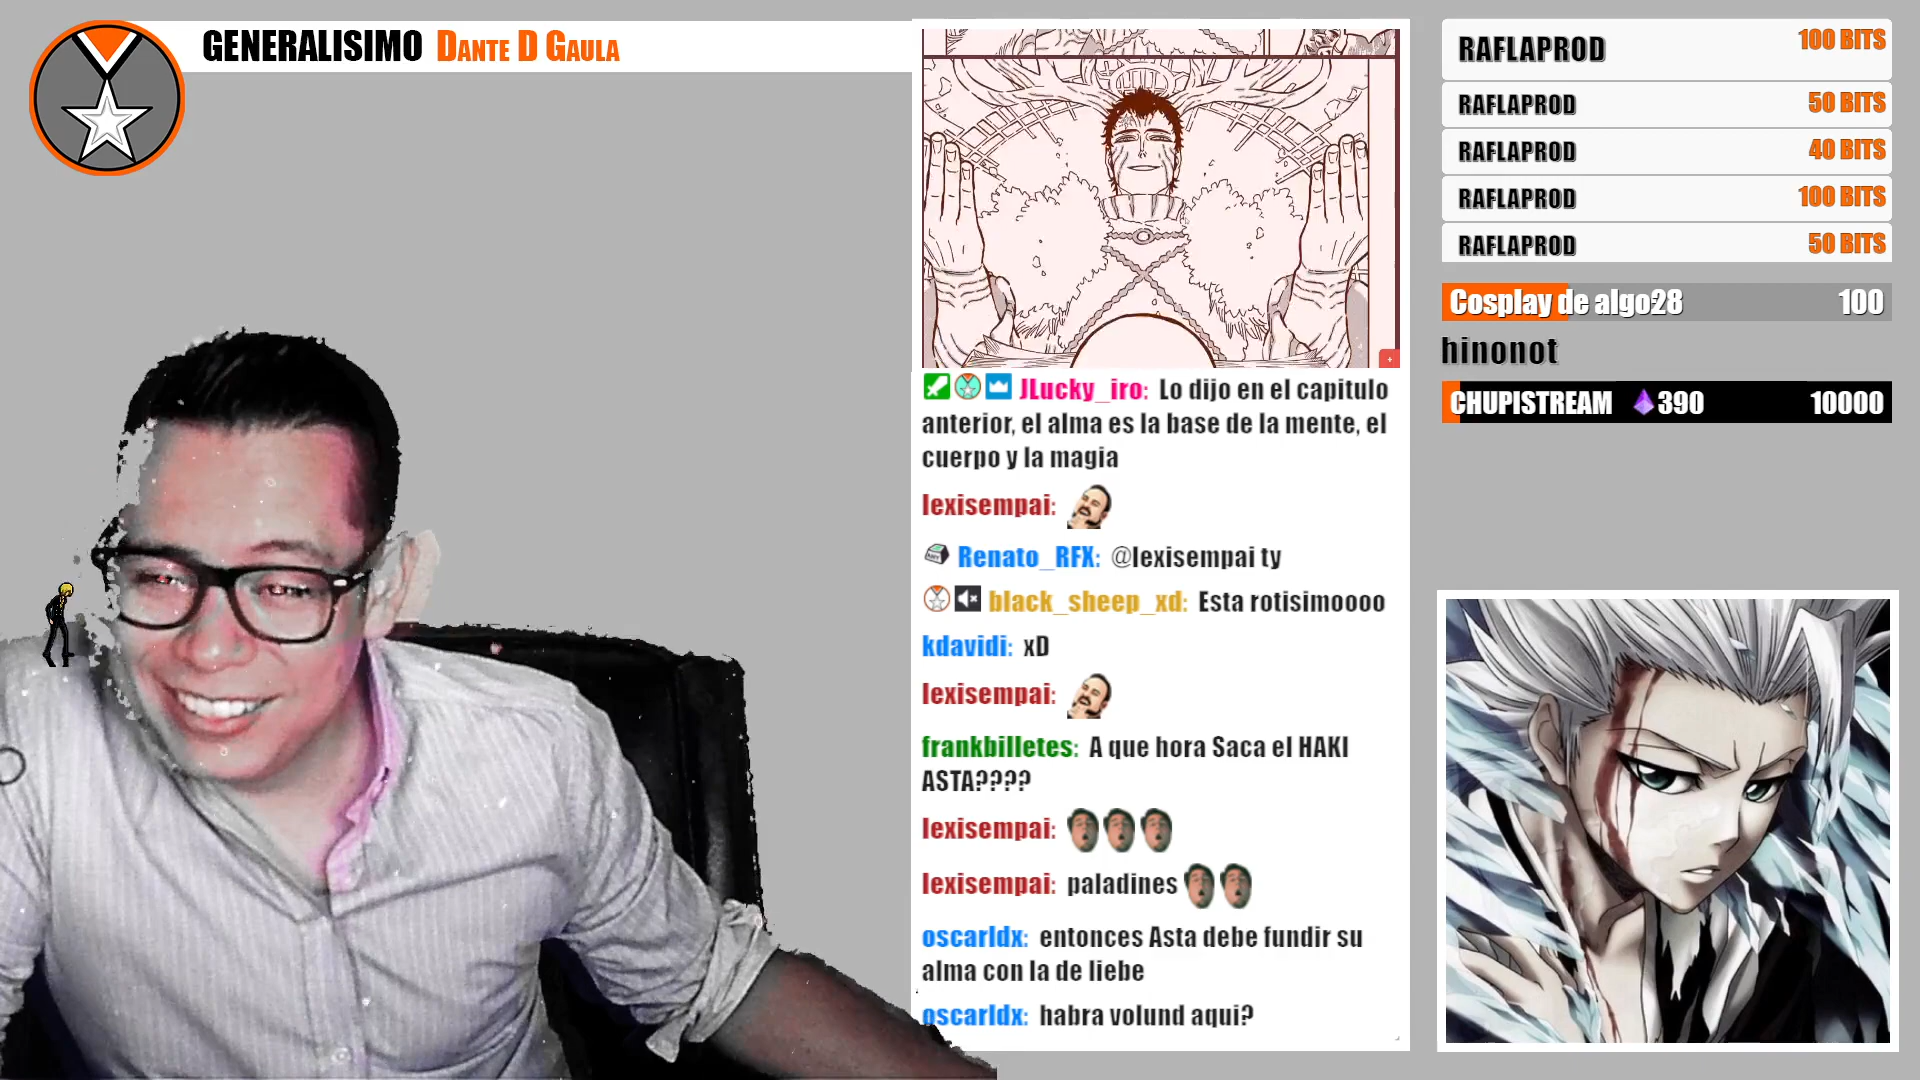 GENERALISIMO DANTE D GAULA
JLucky_iro: Lo dijo en el capitulo
anterior, el alma es la base de la mente, el
cuerpo y la magia
lexisempai:
Renato_RFX: @lexisempai ty
black_sheep_xd: Esta rotisimoooo
kdavidi: xD
lexisempai:
frankbilletes: A que hora Saca el HAKI
ASTA????
lexisempai:
lexisempai: paladines
oscarldx: entonces Asta debe fundir su
alma con la de liebe
oscarldx: habra volund aqui?
RAFLAPROD 100 BITS
RAFLAPROD 50 BITS
RAFLAPROD 40 BITS
RAFLAPROD 100 BITS
RAFLAPROD 50 BITS
Cosplay de algo28 100
hinonot
CHUPISTREAM 390 10000